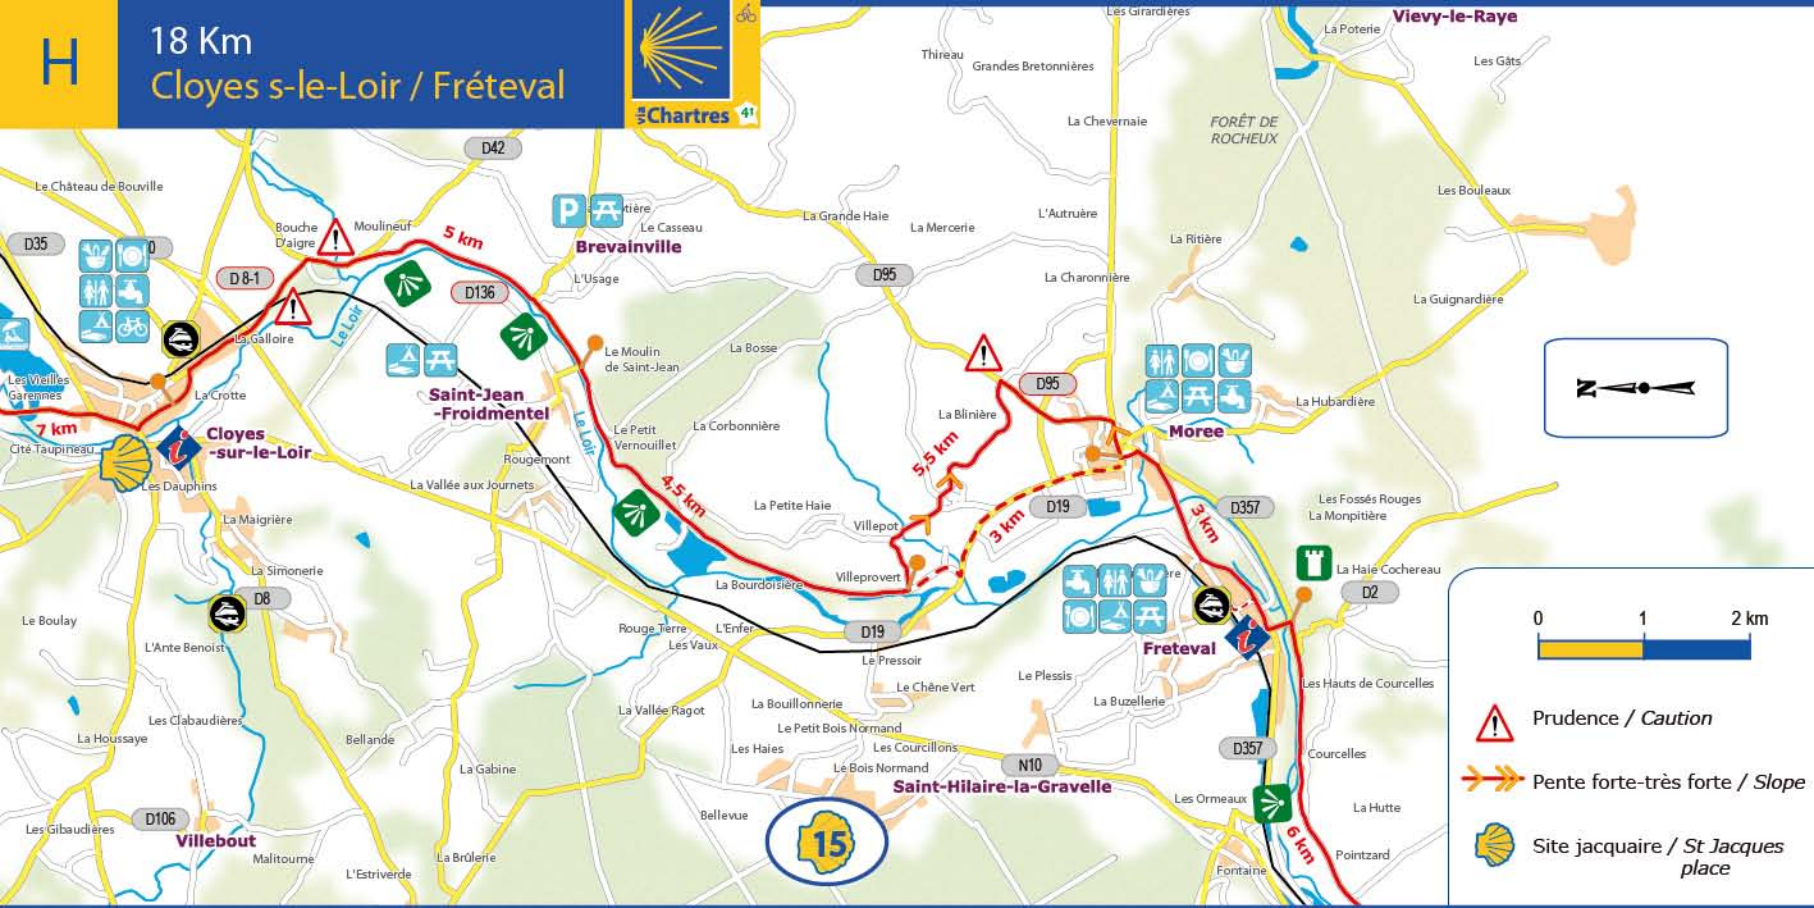 H
18 Km
Cloyes s-le-Loir / Fréteval
via
Chartres
41
Les Girardières
Vievy-le-Raye
La Poterie
Thireau
Grandes Bretonnières
Les Gâts
La Chevernaie
FORÊT DE
ROCHEUX
D42
Le Château de Bouville
Les Bouleaux
P
La Grande Haie
L'Autruère
Le Casseau
La Mercerie
Bouche
D'aigre
Moulineuf
5 km
Brevainville
La Ritière
D35
D 8-1
D95
La Charonnière
L'Usage
D136
La Guignardière
Le Loir
La Galloire
La Bosse
Le Moulin
de Saint-Jean
N
Les Vieilles
Garennes
La Crotte
Saint-Jean
-Froidmentel
D95
La Blinière
La Hubardière
7 km
Cité Taupineau
Cloyes
-sur-le-Loir
Le Loir
Le Petit
Vernouillet
La Corbonnière
Moree
5,5 km
Rougemont
Les Dauphins
La Vallée aux Journets
4,5 km
La Petite Haie
D19
D357
Les Fossés Rouges
La Monpitière
La Maigrière
Villepot
3 km
3 km
La Simonerie
La Bourdoisière
Villeprovert
La Haie Cochereau
D8
D2
Le Boulay
Rouge Terre
L'Enfer
D19
0
1
2 km
L'Ante Benoist
Les Vaux
Le Pressoir
Freteval
Le Chêne Vert
Le Plessis
Les Hauts de Courcelles
La Vallée Ragot
La Bouillonnerie
La Buzellerie
Les Clabaudières
Le Petit Bois Normand
Prudence / Caution
La Houssaye
Bellande
Les Haies
Les Courcillons
D357
Courcelles
La Gabine
Le Bois Normand
N10
Saint-Hilaire-la-Gravelle
Pente forte-très forte / Slope
Les Ormeaux
La Hutte
D106
Les Gibaudières
Villebout
Bellevue
15
6 km
Site jacquaire / St Jacques
place
Malitourne
La Brûlerie
Pointzard
L'Estriverde
Fontaine